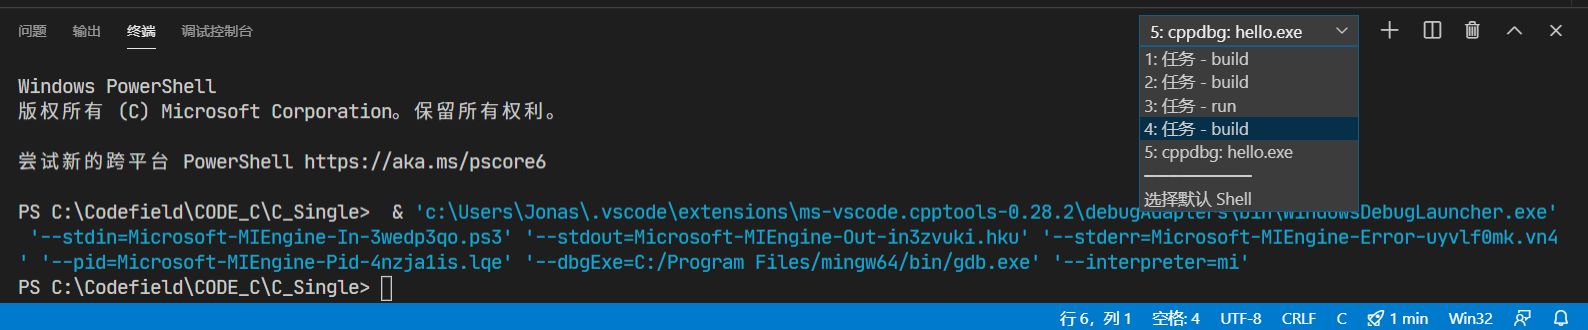 问题 输出 终端 调试控制台
5: cppdbg: hello.exe
1: 任务 - build
2: 任务 - build
3: 任务 - run
4: 任务 - build
5: cppdbg: hello.exe
选择默认 Shell
Windows PowerShell
版权所有 (C) Microsoft Corporation。保留所有权利。
尝试新的跨平台 PowerShell https://aka.ms/pscore6
PS C:\Codefield\CODE_C\C_Single>  & 'c:\Users\Jonas\.vscode\extensions\ms-vscode.cpptools-0.28.2\debugAdapters\bin\WindowsDebugLauncher.exe'
'--stdin=Microsoft-MIEngine-In-3wedp3qo.ps3' '--stdout=Microsoft-MIEngine-Out-in3zvuki.hku' '--stderr=Microsoft-MIEngine-Error-uyvlf0mk.vn4
' '--pid=Microsoft-MIEngine-Pid-4nzja1is.lqe' '--dbgExe=C:/Program Files/mingw64/bin/gdb.exe' '--interpreter=mi'
PS C:\Codefield\CODE_C\C_Single>
行 6，列 1 空格: 4 UTF-8 CRLF C 1 min Win32